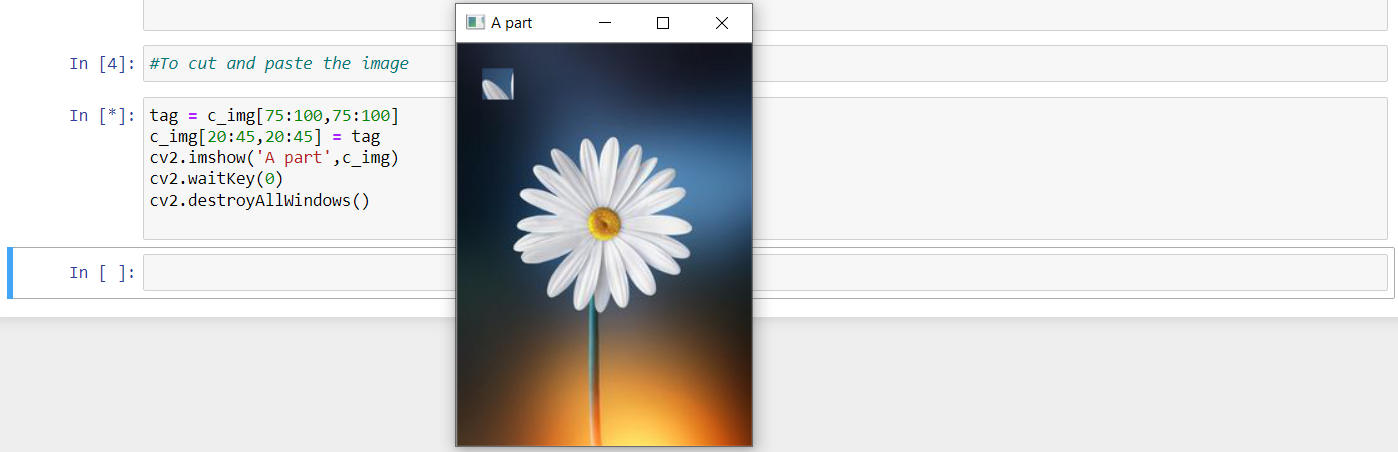 A part
In [4]: #To cut and paste the image
In [*]: tag = c_img[75:100,75:100]
c_img[20:45,20:45] = tag
cv2.imshow('A part',c_img)
cv2.waitKey(0)
cv2.destroyAllWindows()
In [ ]: